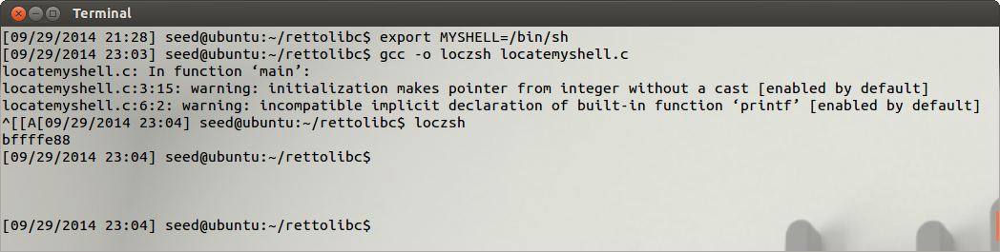 Terminal
[09/29/2014 21:28] seed@ubuntu:~/rettolibc$ export MYSHELL=/bin/sh
[09/29/2014 23:03] seed@ubuntu:~/rettolibc$ gcc -o loczsh locatemyshell.c
locatemyshell.c: In function ‘main’:
locatemyshell.c:3:15: warning: initialization makes pointer from integer without a cast [enabled by default]
locatemyshell.c:6:2: warning: incompatible implicit declaration of built-in function ‘printf’ [enabled by default]
^[[A[09/29/2014 23:04] seed@ubuntu:~/rettolibc$ loczsh
bffffe88
[09/29/2014 23:04] seed@ubuntu:~/rettolibc$
[09/29/2014 23:04] seed@ubuntu:~/rettolibc$